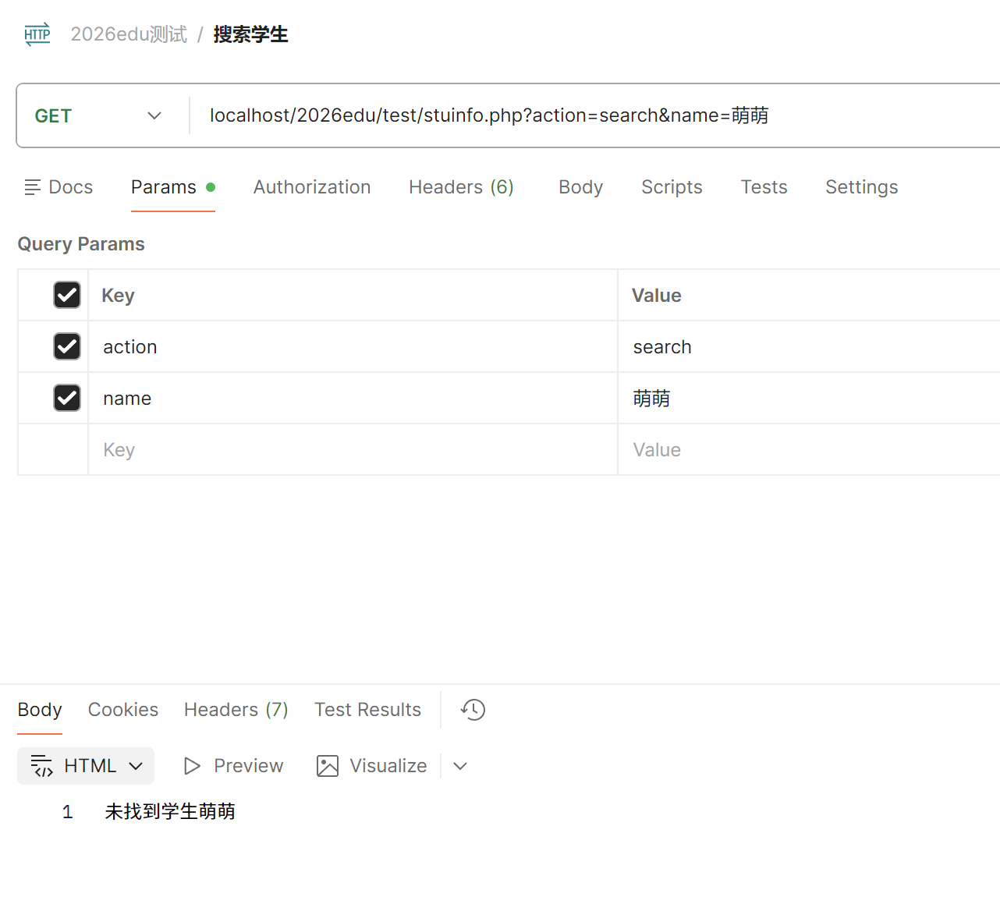 HTTP 2026edu测试 / 搜索学生
GET localhost/2026edu/test/stuinfo.php?action=search&name=萌萌
Docs Params Authorization Headers (6) Body Scripts Tests Settings
Query Params
Key Value
action search
name 萌萌
Key Value
Body Cookies Headers (7) Test Results
HTML Preview Visualize
1 未找到学生萌萌